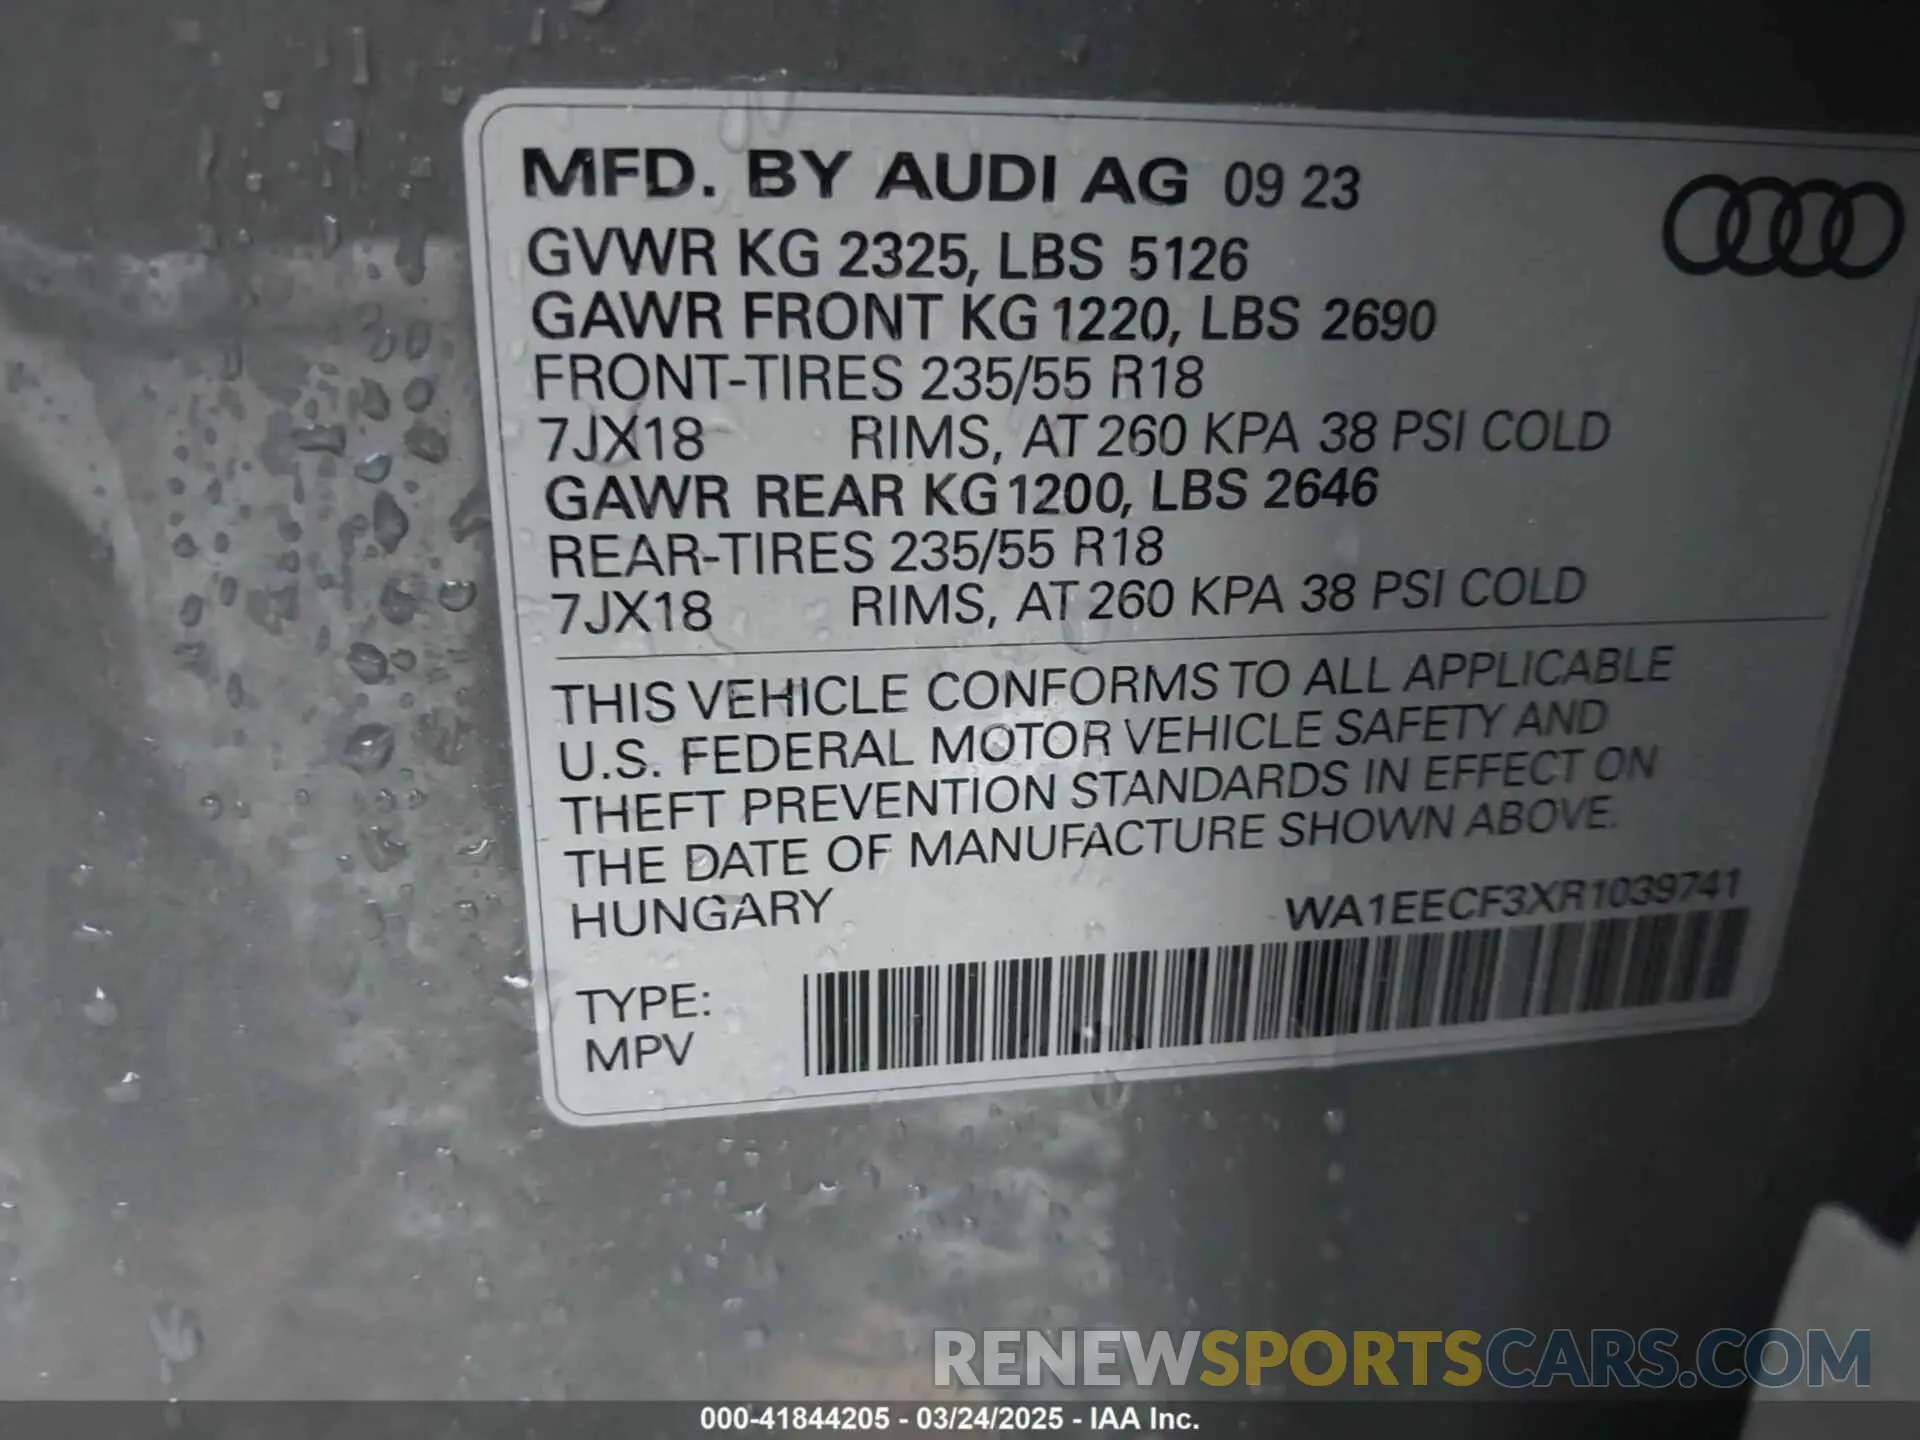 MFD. BY AUDI AG 09 23
GVWR KG 2325, LBS 5126
GAWR FRONT KG 1220, LBS 2690
FRONT-TIRES 235/55 R18
7JX18 RIMS, AT 260 KPA 38 PSI COLD
GAWR REAR KG 1200, LBS 2646
REAR-TIRES 235/55 R18
7JX18 RIMS, AT 260 KPA 38 PSI COLD
THIS VEHICLE CONFORMS TO ALL APPLICABLE
U.S. FEDERAL MOTOR VEHICLE SAFETY AND
THEFT PREVENTION STANDARDS IN EFFECT ON
THE DATE OF MANUFACTURE SHOWN ABOVE.
HUNGARY WA1EECF3XR1039741
TYPE:
MPV
RENEWSPORTSCARS.COM
000-41844205 - 03/24/2025 - IAA Inc.